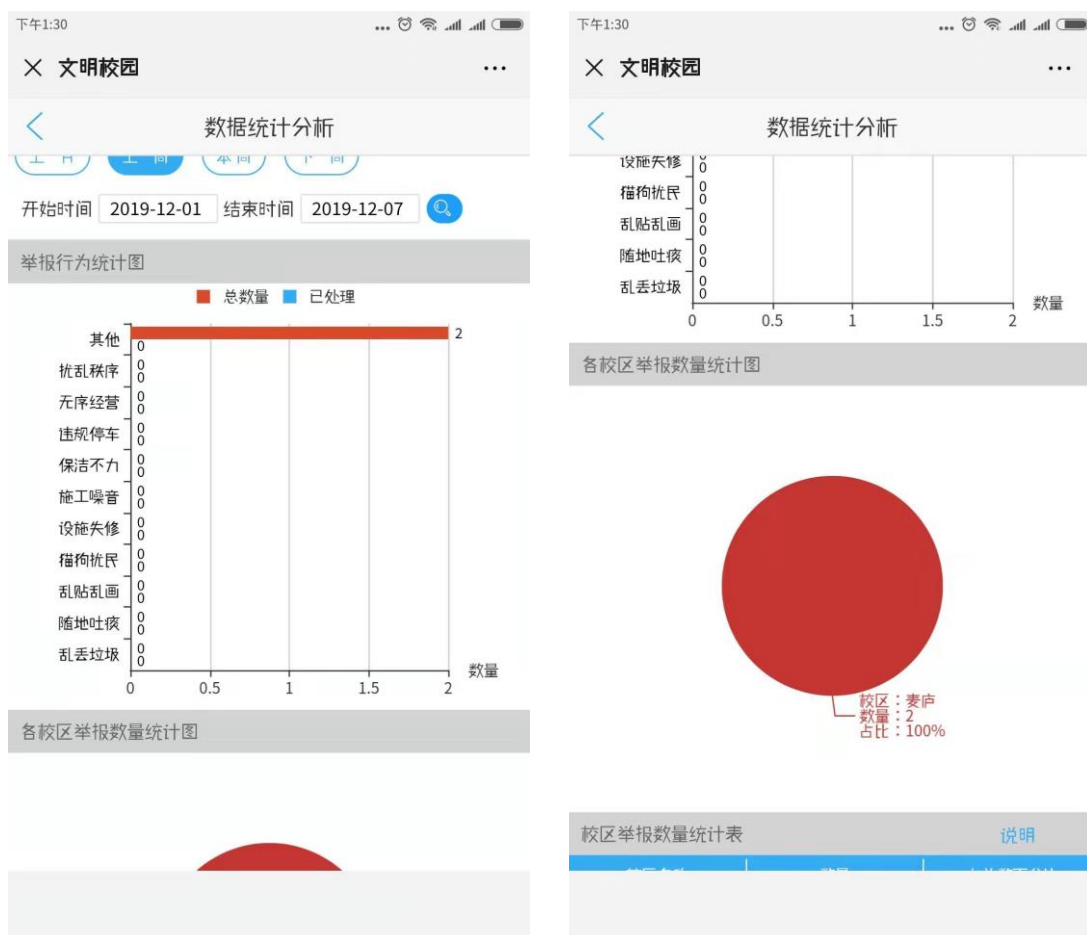 下午1:30
文明校园
数据统计分析
上 周
本 周
下 周
开始时间 2019-12-01 结束时间 2019-12-07
举报行为统计图
总数量 已处理
其他 2
0
扰乱秩序 0
0
无序经营 0
0
违规停车 0
0
保洁不力 0
0
施工噪音 0
0
设施失修 0
0
猫狗扰民 0
0
乱贴乱画 0
0
随地吐痰 0
0
乱丢垃圾 0
0
数量
0 0.5 1 1.5 2
各校区举报数量统计图
下午1:30
文明校园
数据统计分析
设施失修 0
0
猫狗扰民 0
0
乱贴乱画 0
0
随地吐痰 0
0
乱丢垃圾 0
0
数量
0 0.5 1 1.5 2
各校区举报数量统计图
校区：麦庐
数量：2
占比：100%
校区举报数量统计表 说明